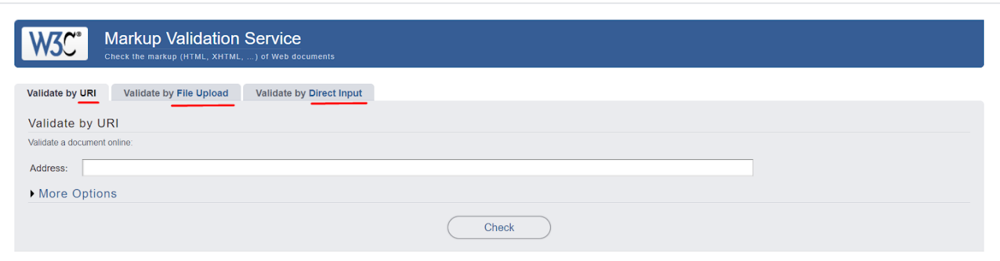 W3C®
Markup Validation Service
Check the markup (HTML, XHTML, ...) of Web documents
Validate by URI
Validate by File Upload
Validate by Direct Input
Validate by URI
Validate a document online:
Address:
More Options
Check